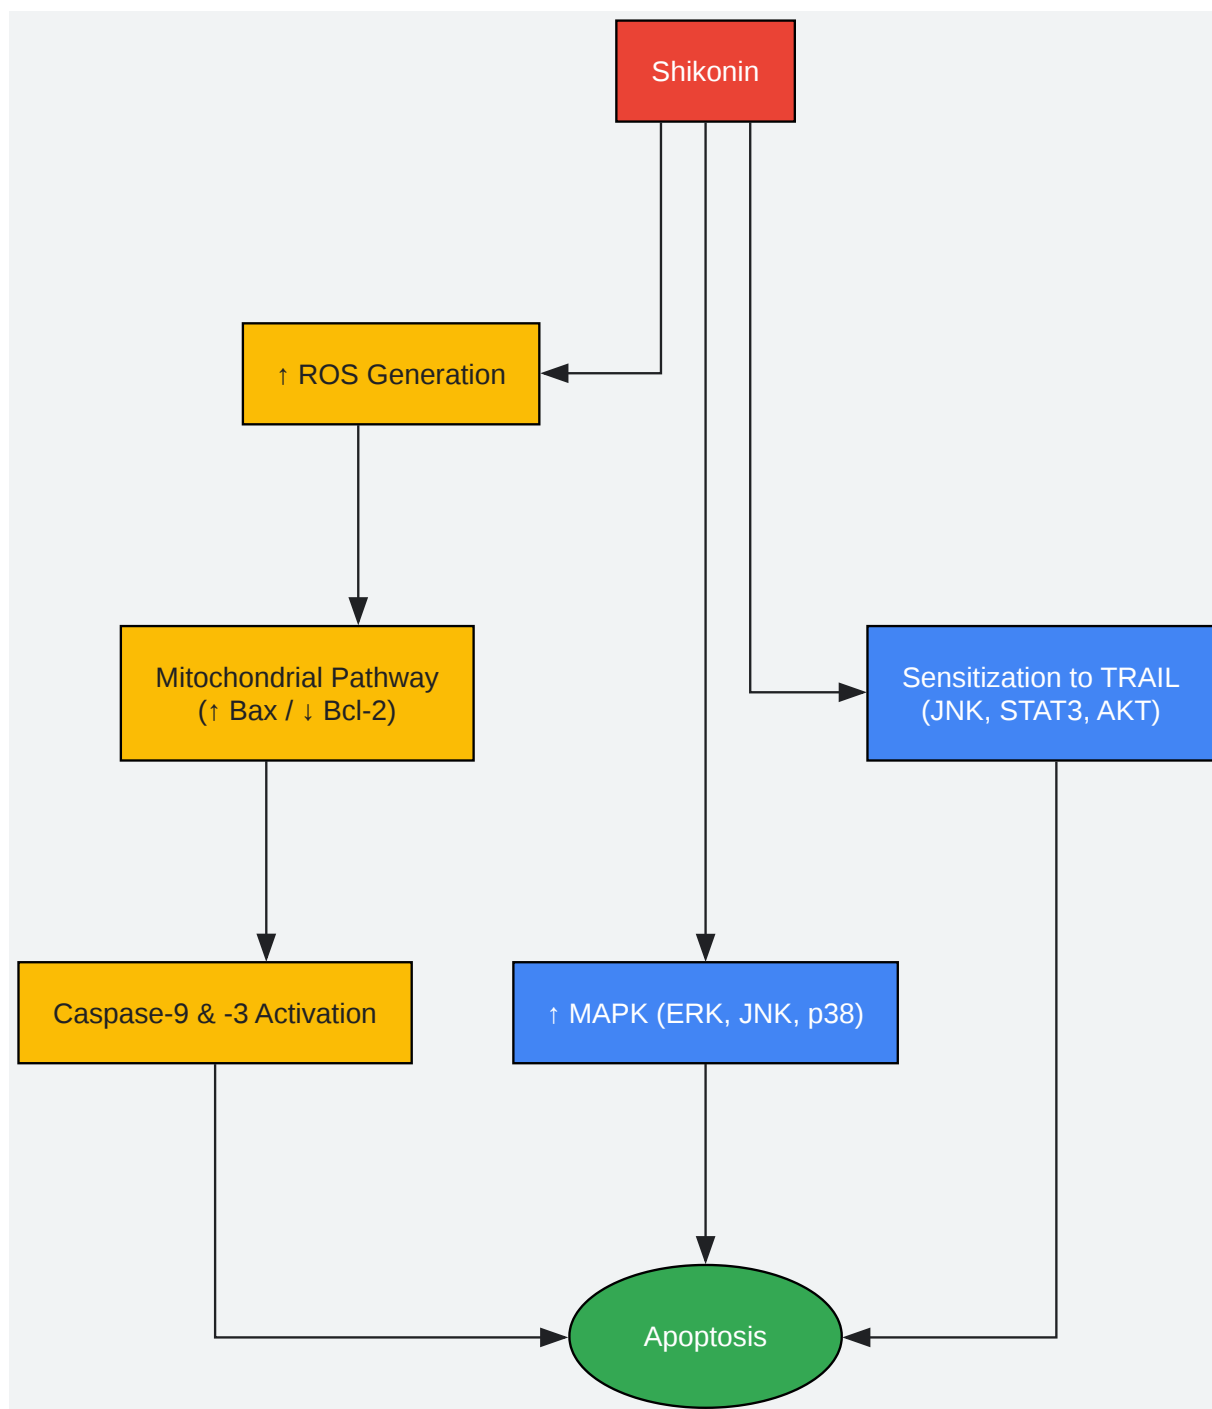 Shikonin
↑ ROS Generation
Mitochondrial Pathway
(↑ Bax / ↓ Bcl-2)
Sensitization to TRAIL
(JNK, STAT3, AKT)
Caspase-9 & -3 Activation
↑ MAPK (ERK, JNK, p38)
Apoptosis